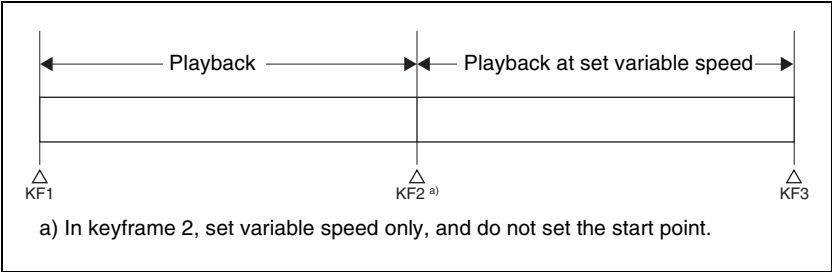 Playback Playback at set variable speed
KF1 KF2 a) KF3
a) In keyframe 2, set variable speed only, and do not set the start point.